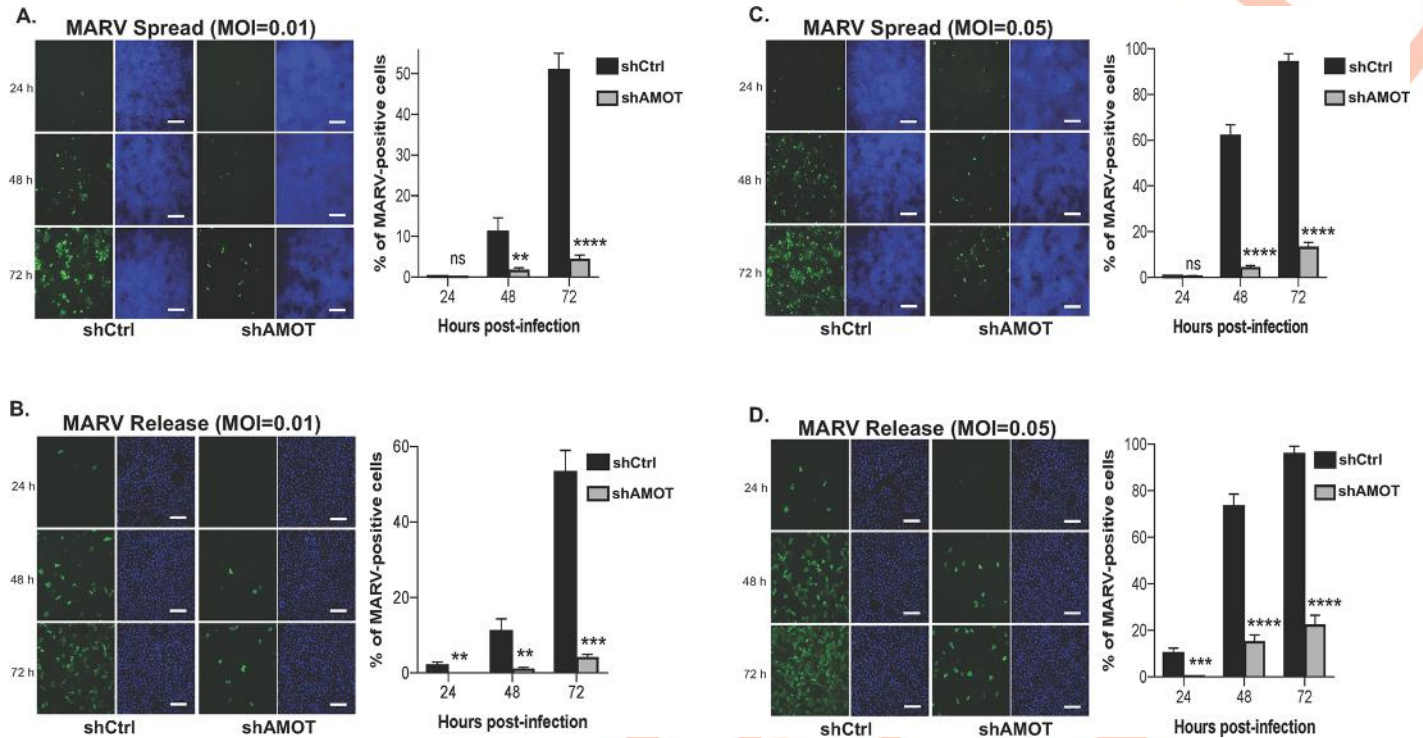 A.
MARV Spread (MOI=0.01)
24 h
48 h
72 h
shCtrl
shAMOT
% of MARV-positive cells
50
40
30
20
10
0
ns
**
****
24
48
72
Hours post-infection
shCtrl
shAMOT
C.
MARV Spread (MOI=0.05)
24 h
48 h
72 h
shCtrl
shAMOT
% of MARV-positive cells
100
80
60
40
20
0
ns
****
****
24
48
72
Hours post-infection
shCtrl
shAMOT
B.
MARV Release (MOI=0.01)
24 h
48 h
72 h
shCtrl
shAMOT
% of MARV-positive cells
60
40
20
0
**
**
***
24
48
72
Hours post-infection
shCtrl
shAMOT
D.
MARV Release (MOI=0.05)
24 h
48 h
72 h
shCtrl
shAMOT
% of MARV-positive cells
100
80
60
40
20
0
***
****
****
24
48
72
Hours post-infection
shCtrl
shAMOT